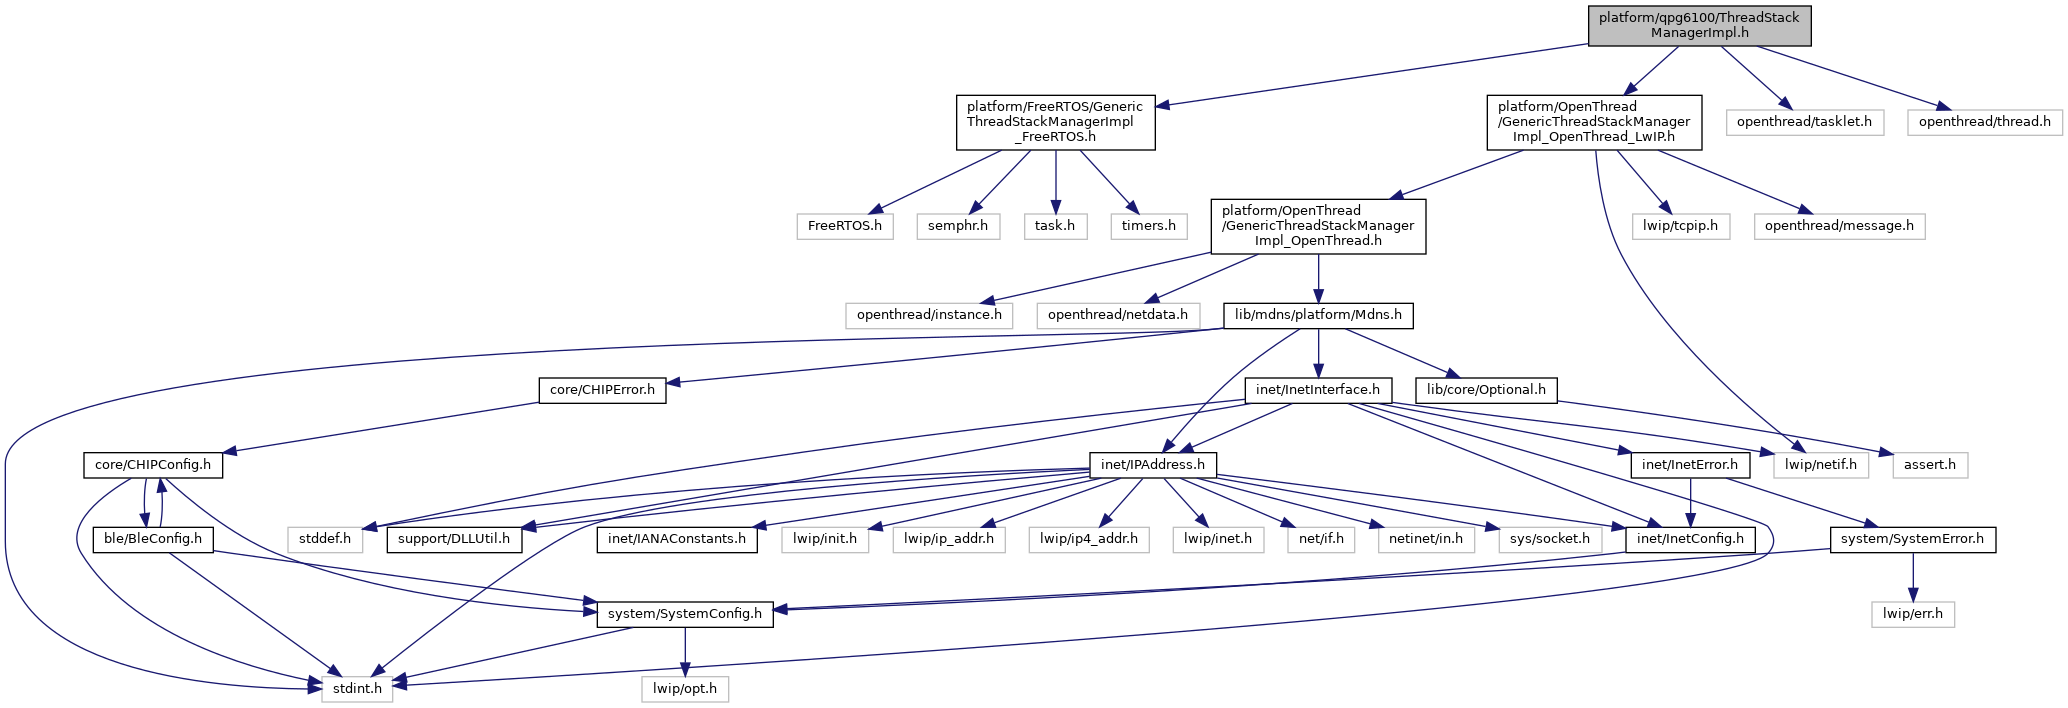 platform/qpg6100/ThreadStack
ManagerImpl.h
platform/FreeRTOS/Generic
ThreadStackManagerImpl
_FreeRTOS.h
platform/OpenThread
/GenericThreadStackManager
Impl_OpenThread_LwIP.h
openthread/tasklet.h
openthread/thread.h
FreeRTOS.h
semphr.h
task.h
timers.h
platform/OpenThread
/GenericThreadStackManager
Impl_OpenThread.h
lwip/tcpip.h
openthread/message.h
openthread/instance.h
openthread/netdata.h
lib/mdns/platform/Mdns.h
core/CHIPError.h
inet/InetInterface.h
lib/core/Optional.h
core/CHIPConfig.h
inet/IPAddress.h
inet/InetError.h
lwip/netif.h
assert.h
ble/BleConfig.h
stddef.h
support/DLLUtil.h
inet/IANAConstants.h
lwip/init.h
lwip/ip_addr.h
lwip/ip4_addr.h
lwip/inet.h
net/if.h
netinet/in.h
sys/socket.h
inet/InetConfig.h
system/SystemError.h
system/SystemConfig.h
lwip/err.h
stdint.h
lwip/opt.h